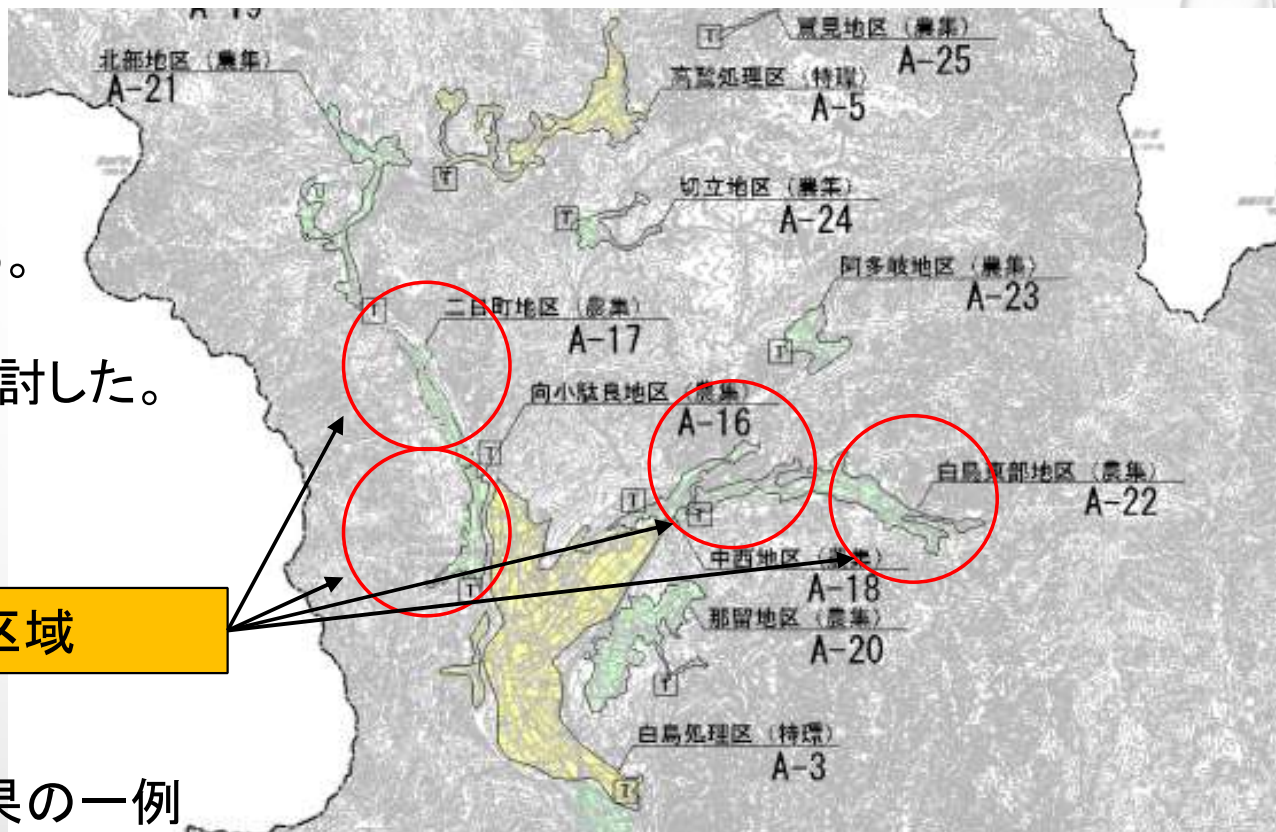 A-19
北部地区（農集）
A-21
鷲見地区（農集）
A-25
高鷲処理区（特環）
A-5
切立地区（農集）
A-24
阿多岐地区（農集）
A-23
二日町地区（農集）
A-17
向小駄良地区（農集）
A-16
白鳥東部地区（農集）
A-22
中西地区（農集）
A-18
那留地区（農集）
A-20
白鳥処理区（特環）
A-3
T
T
T
T
T
T
T
T
T
T
T
。
討した。
区域
果の一例